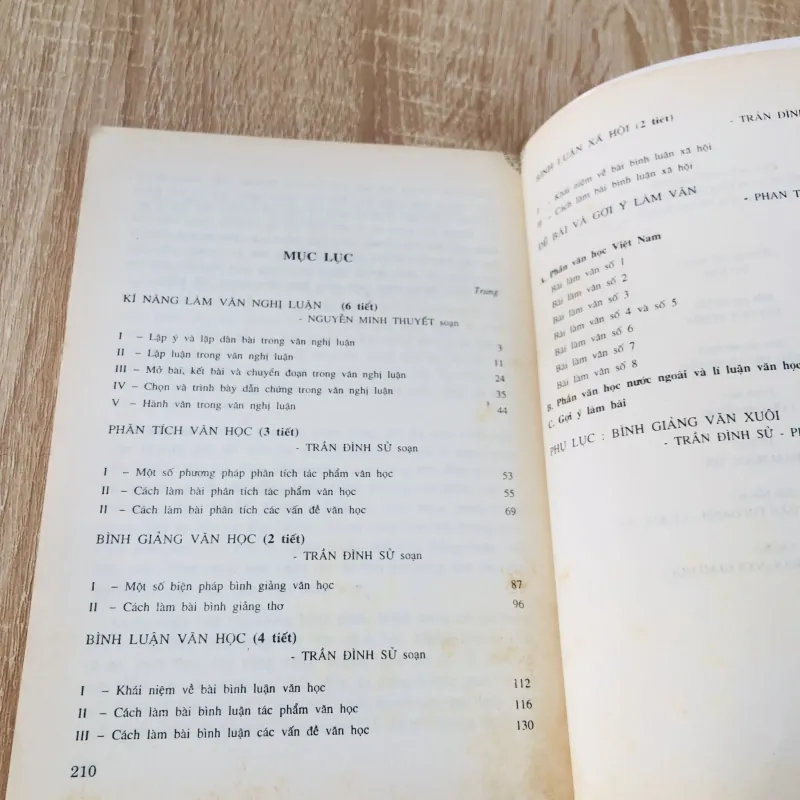 MỤC LỤC
Trang
KĨ NĂNG LÀM VĂN NGHỊ LUẬN (6 tiết)
- NGUYỄN MINH THUYẾT soạn
I – Lập ý và lập dàn bài trong văn nghị luận 3
II – Lập luận trong văn nghị luận 11
III – Mở bài, kết bài và chuyển đoạn trong văn nghị luận 24
IV – Chọn và trình bày dẫn chứng trong văn nghị luận 35
V – Hành văn trong văn nghị luận 44
PHÂN TÍCH VĂN HỌC (3 tiết)
- TRẦN ĐÌNH SỬ soạn
I – Một số phương pháp phân tích tác phẩm văn học 53
II – Cách làm bài phân tích tác phẩm văn học 55
II – Cách làm bài phân tích các vấn đề văn học 69
BÌNH GIẢNG VĂN HỌC (2 tiết)
- TRẦN ĐÌNH SỬ soạn
I – Một số biện pháp bình giảng văn học 87
II – Cách làm bài bình giảng thơ 96
BÌNH LUẬN VĂN HỌC (4 tiết)
- TRẦN ĐÌNH SỬ soạn
I – Khái niệm về bài bình luận văn học 112
II – Cách làm bài bình luận tác phẩm văn học 116
III – Cách làm bài bình luận các vấn đề văn học 130
210
BÌNH LUẬN XÃ HỘI (2 tiết)
- TRẦN ĐÌN
I - Khái niệm về bài bình luận xã hội
II - Cách làm bài bình luận xã hội
ĐỀ BÀI VÀ GỢI Ý LÀM VĂN
- PHAN T
A. Phần văn học Việt Nam
Bài làm văn số 1
Bài làm văn số 2
Bài làm văn số 3
Bài làm văn số 4 và số 5
Bài làm văn số 6
Bài làm văn số 7
Bài làm văn số 8
B. Phần văn học nước ngoài và lí luận văn học
C. Gợi ý làm bài
PHỤ LỤC : BÌNH GIẢNG VĂN XUÔI
- TRẦN ĐÌNH SỬ - P